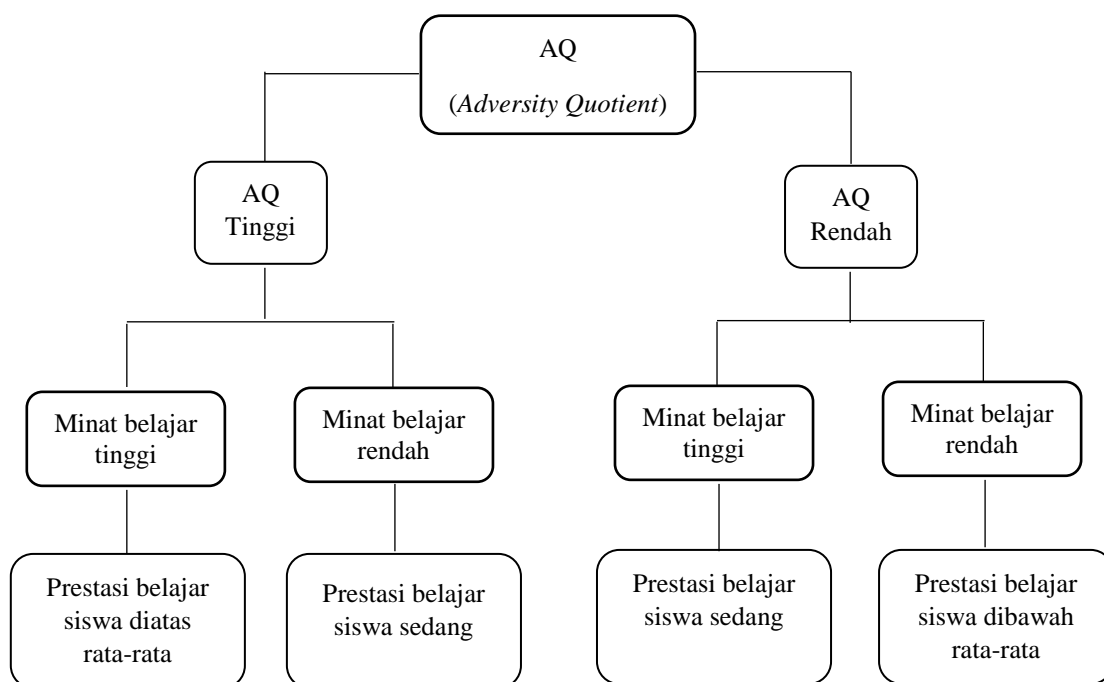 AQ
(Adversity Quotient)
AQ
Tinggi
AQ
Rendah
Minat belajar
tinggi
Minat belajar
rendah
Minat belajar
tinggi
Minat belajar
rendah
Prestasi belajar
siswa diatas
rata-rata
Prestasi belajar
siswa sedang
Prestasi belajar
siswa sedang
Prestasi belajar
siswa dibawah
rata-rata